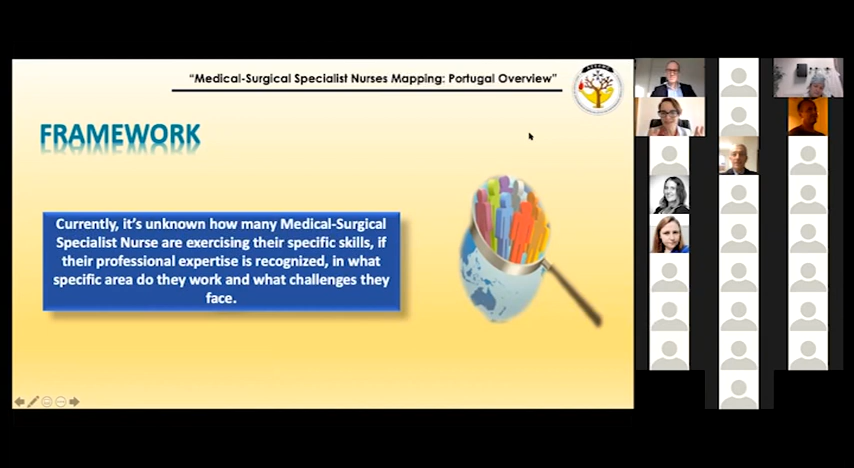 “Medical-Surgical Specialist Nurses Mapping: Portugal Overview”
FRAMEWORK
Currently, it’s unknown how many Medical-Surgical
Specialist Nurse are exercising their specific skills, if
their professional expertise is recognized, in what
specific area do they work and what challenges they
face.